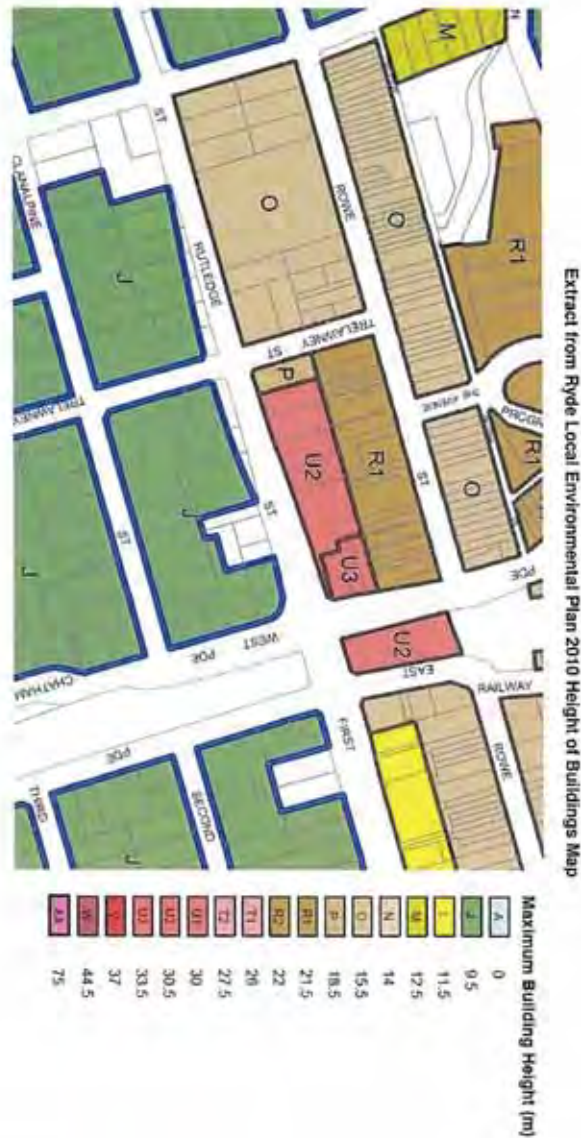 Extract from Ryde Local Environmental Plan 2010 Height of Buildings Map
N
M
R1
PROGR
R1
O
THE AVENUE
O
PDE
ROWE
ST
O
TRELAWNEY
ST
P
R1
U2
U3
U2
EAST
RAILWAY
ROWE
ST
RUTLEDGE
ST
J
J
WEST
PDE
FIRST
CLANALPINE
TRELAWNEY
ST
J
CHATHAM
PDE
SECOND
THIRD
J
Maximum Building Height (m)
A 0
J 9.5
L 11.5
M 12.5
N 14
O 15.5
P 18.5
R1 21.5
R2 22
T1 26
T2 27.5
U1 30
U2 30.5
U3 33.5
V 37
W 44.5
AA 75